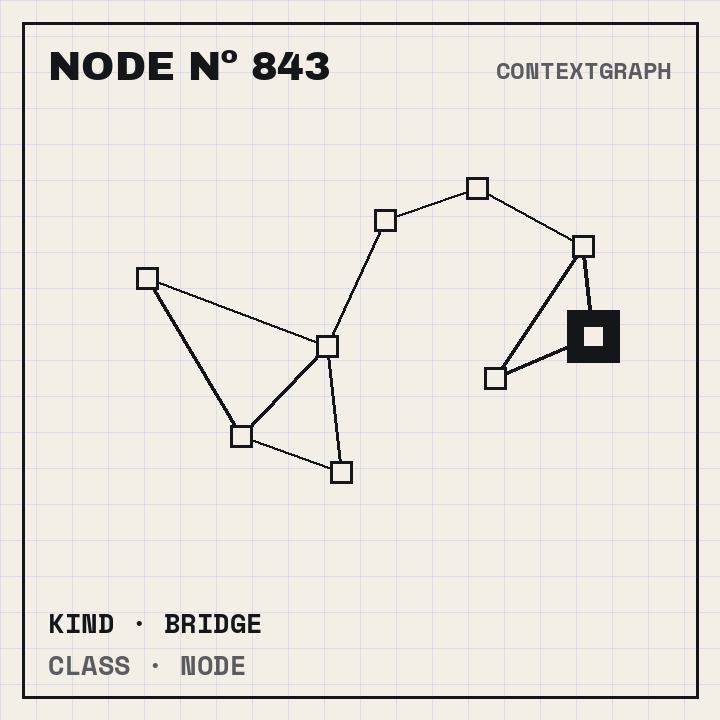 NODE Nº 843
CONTEXTGRAPH
KIND · BRIDGE
CLASS · NODE